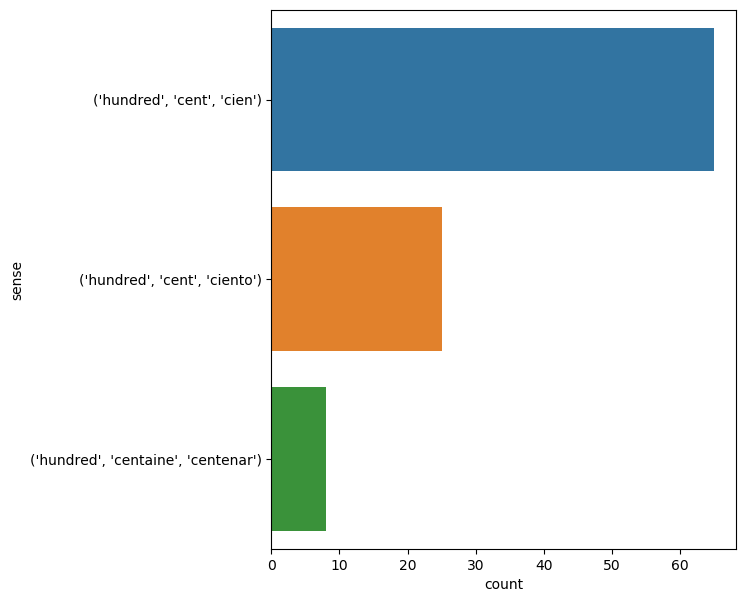 ('hundred', 'cent', 'cien')
('hundred', 'cent', 'ciento')
('hundred', 'centaine', 'centenar')
sense
0 10 20 30 40 50 60
count